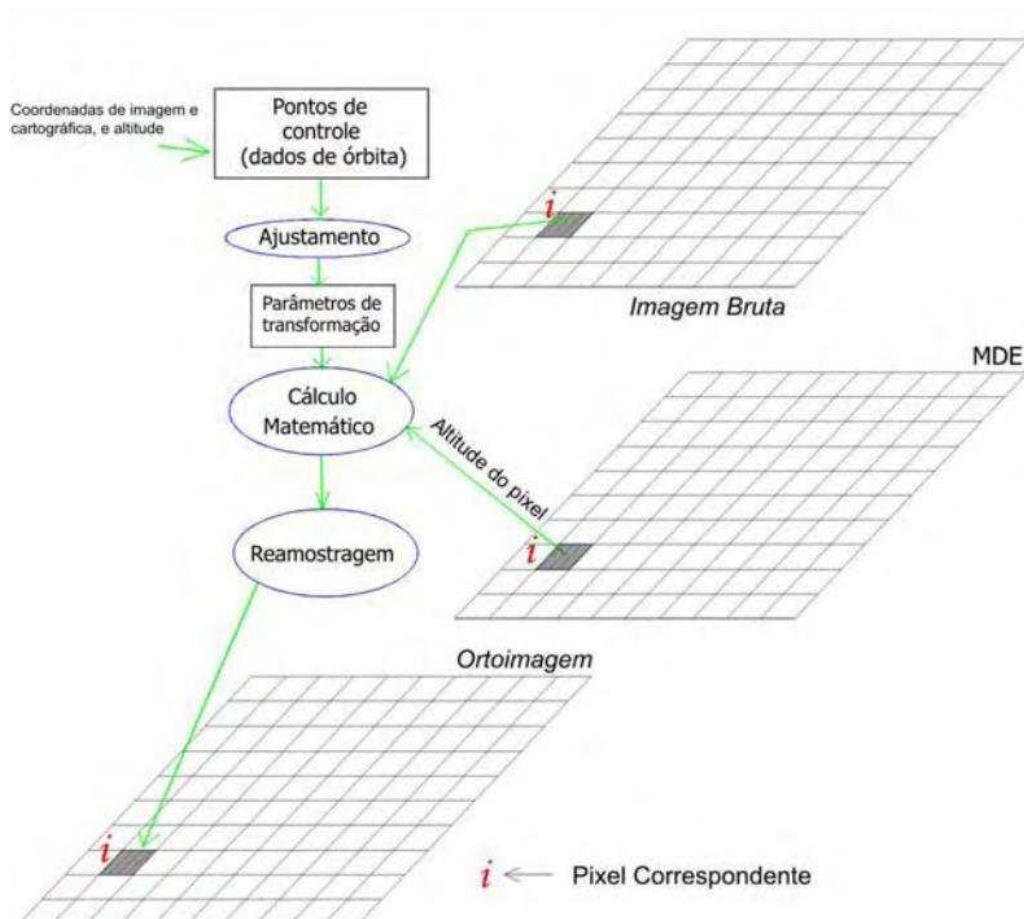 Coordenadas de imagem e
cartográfica, e altitude
Pontos de
controle
(dados de órbita)
Ajustamento
Parâmetros de
transformação
Cálculo
Matemático
Reamostragem
i
Imagem Bruta
MDE
Altitude do pixel
i
Ortoimagem
i
i
Pixel Correspondente